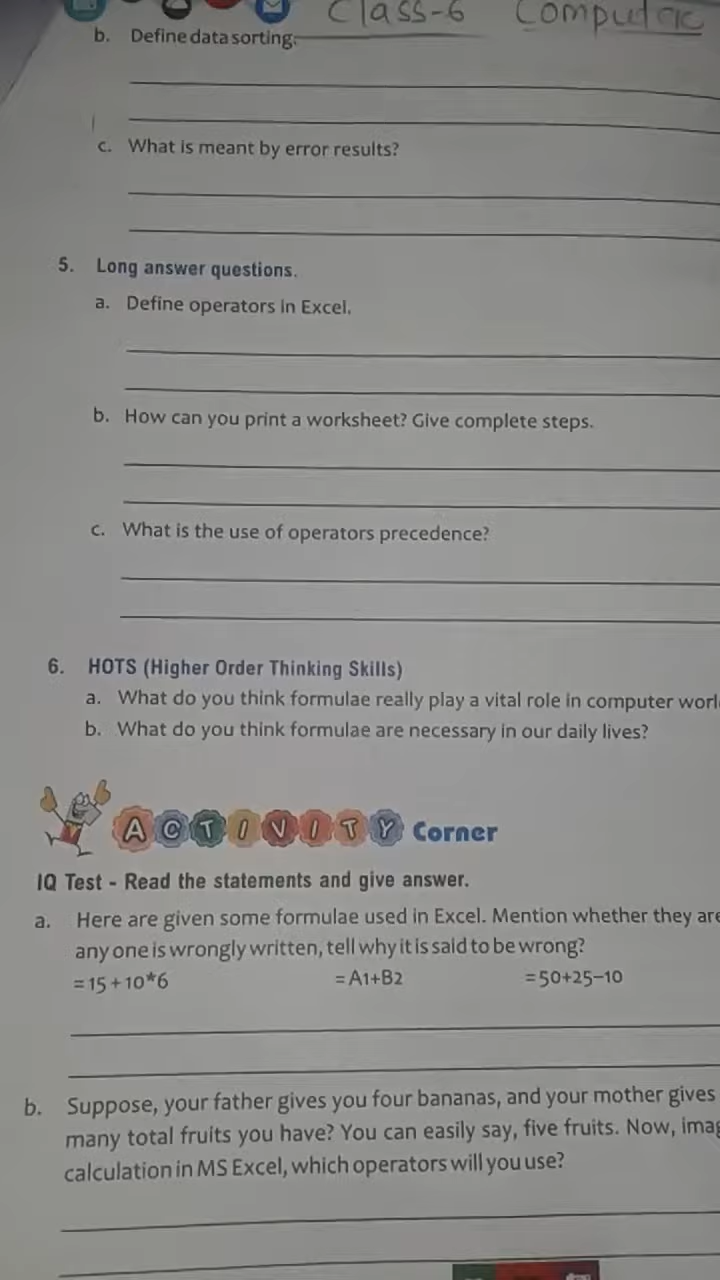 Class-6 Computer
b. Define data sorting.
c. What is meant by error results?
5. Long answer questions.
a. Define operators in Excel.
b. How can you print a worksheet? Give complete steps.
c. What is the use of operators precedence?
6. HOTS (Higher Order Thinking Skills)
a. What do you think formulae really play a vital role in computer worl
b. What do you think formulae are necessary in our daily lives?
ACTIVITY Corner
IQ Test - Read the statements and give answer.
a. Here are given some formulae used in Excel. Mention whether they are
any one is wrongly written, tell why it is said to be wrong?
=15+10*6 =A1+B2 =50+25−10
b. Suppose, your father gives you four bananas, and your mother gives
many total fruits you have? You can easily say, five fruits. Now, imag
calculation in MS Excel, which operators will you use?